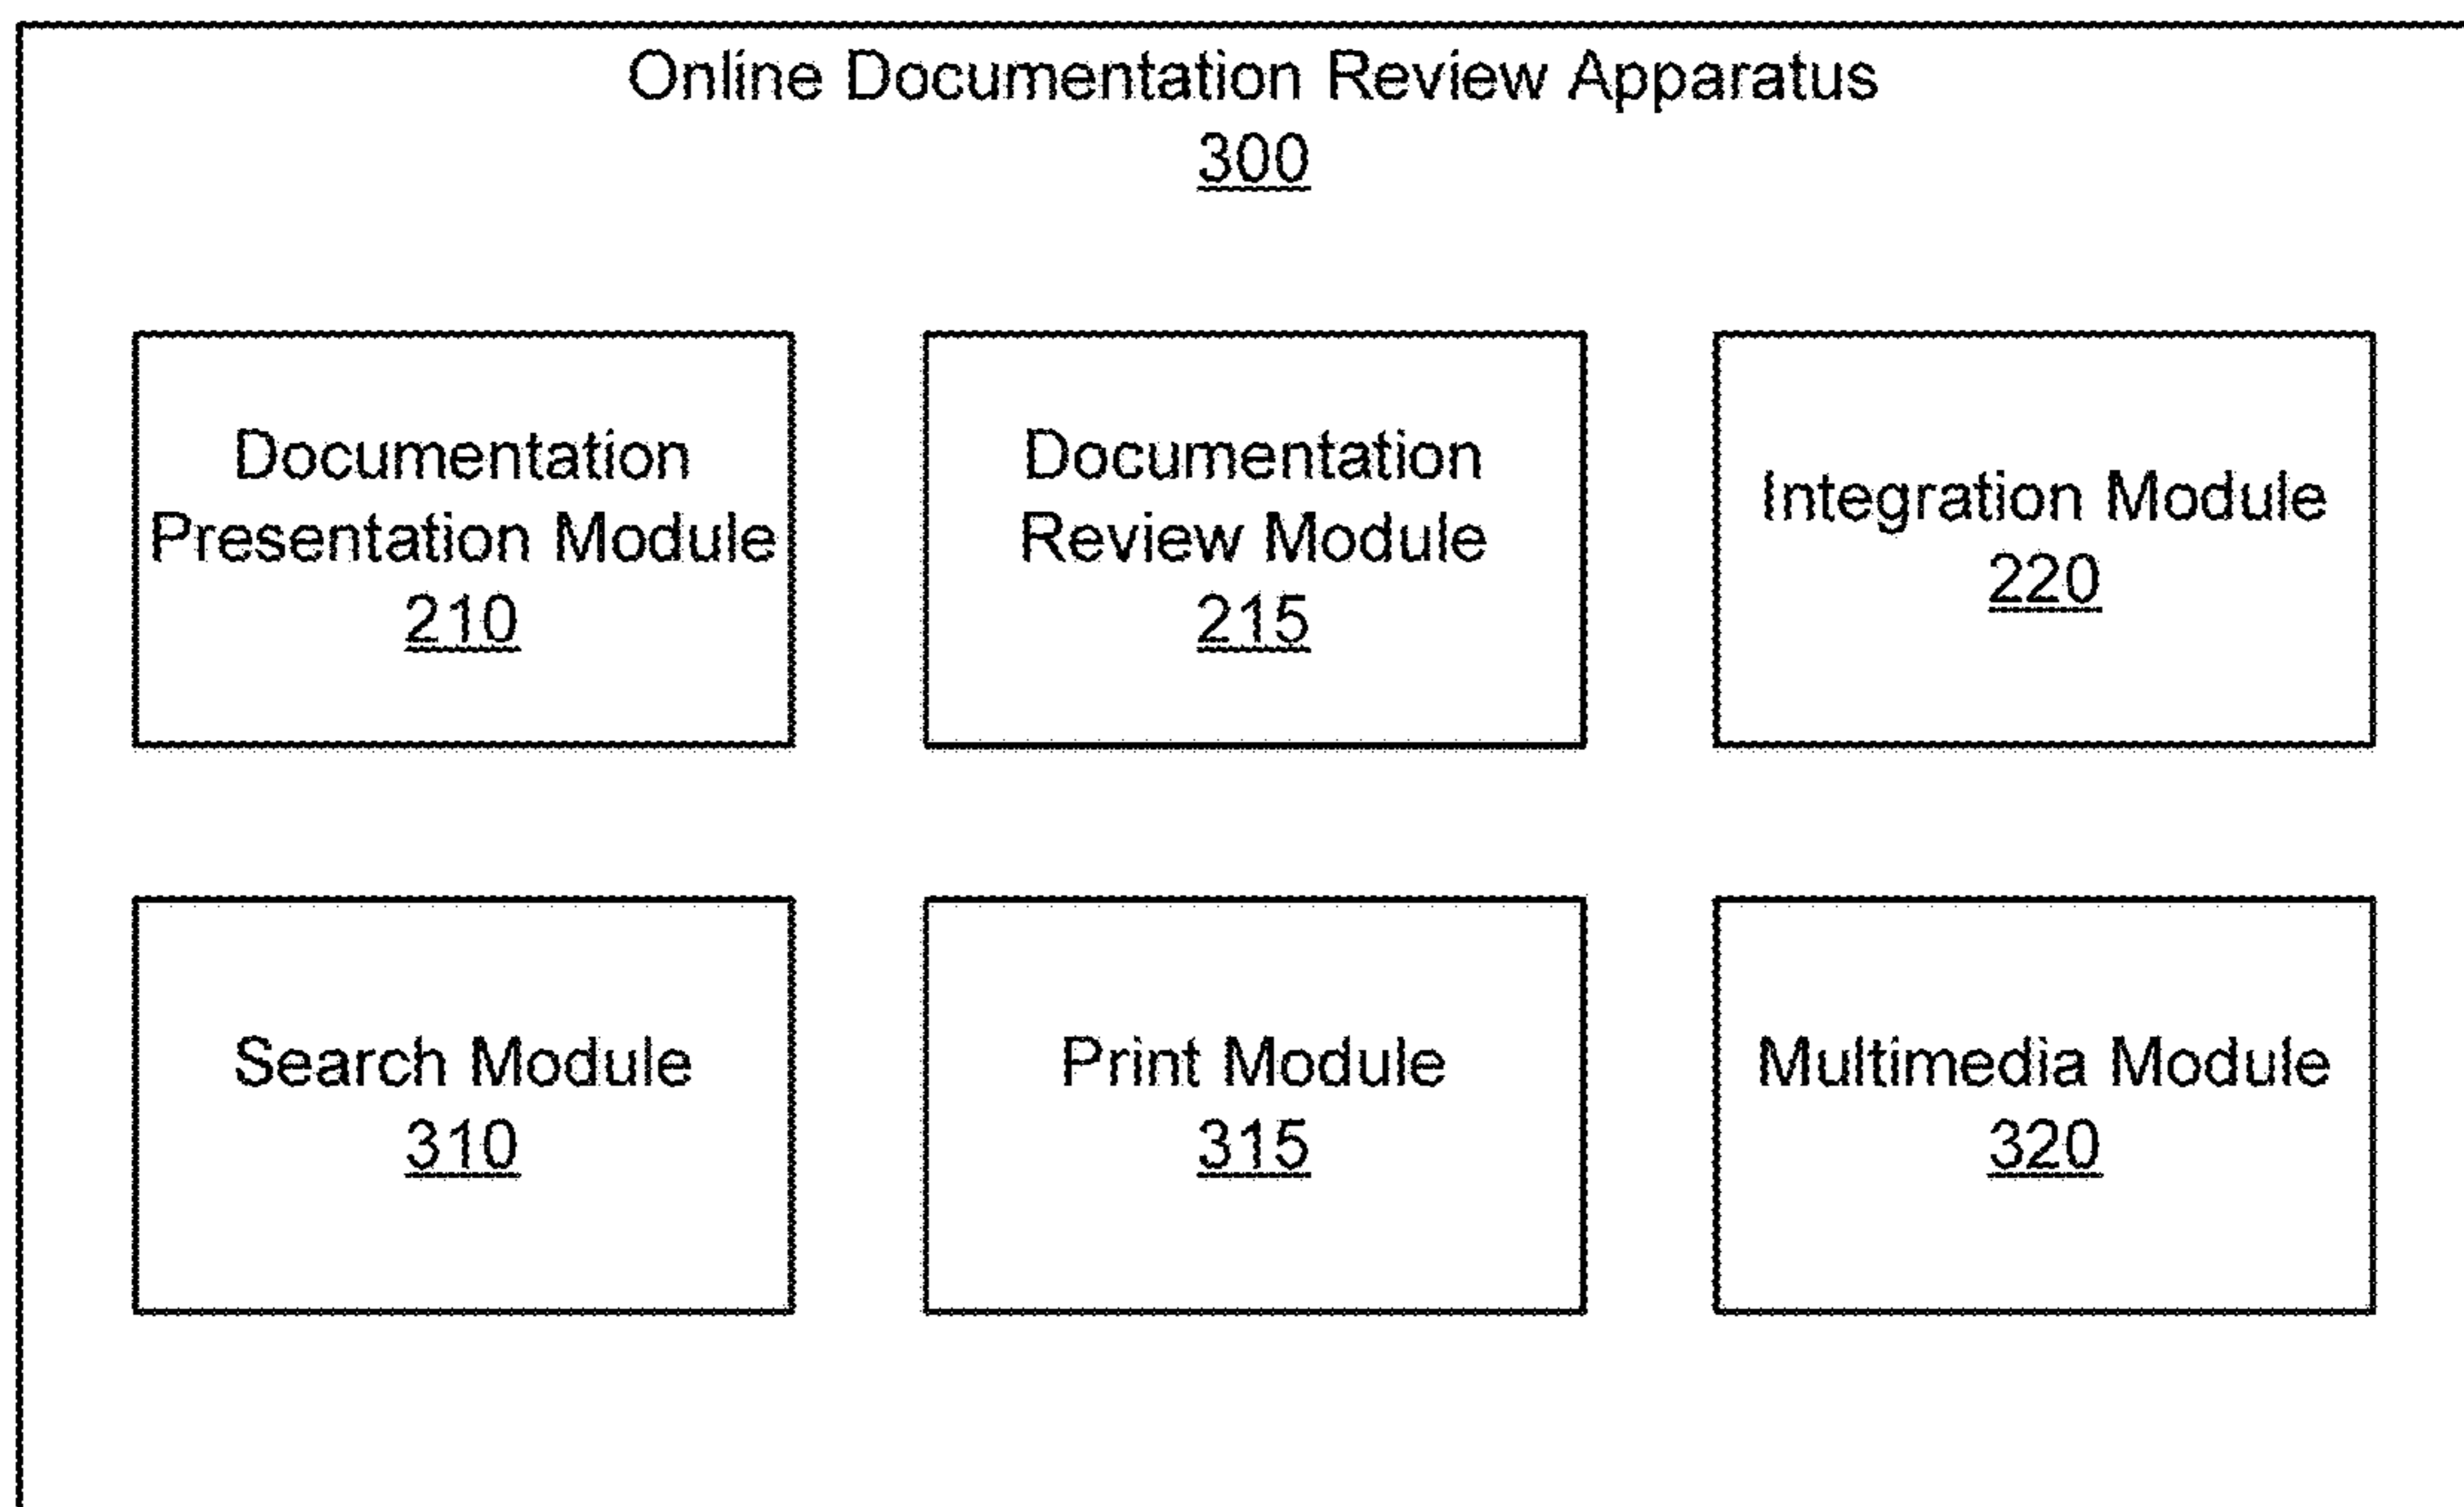 Online Documentation Review Apparatus
300
Documentation
Presentation Module
210
Documentation
Review Module
215
Integration Module
220
Search Module
310
Print Module
315
Multimedia Module
320